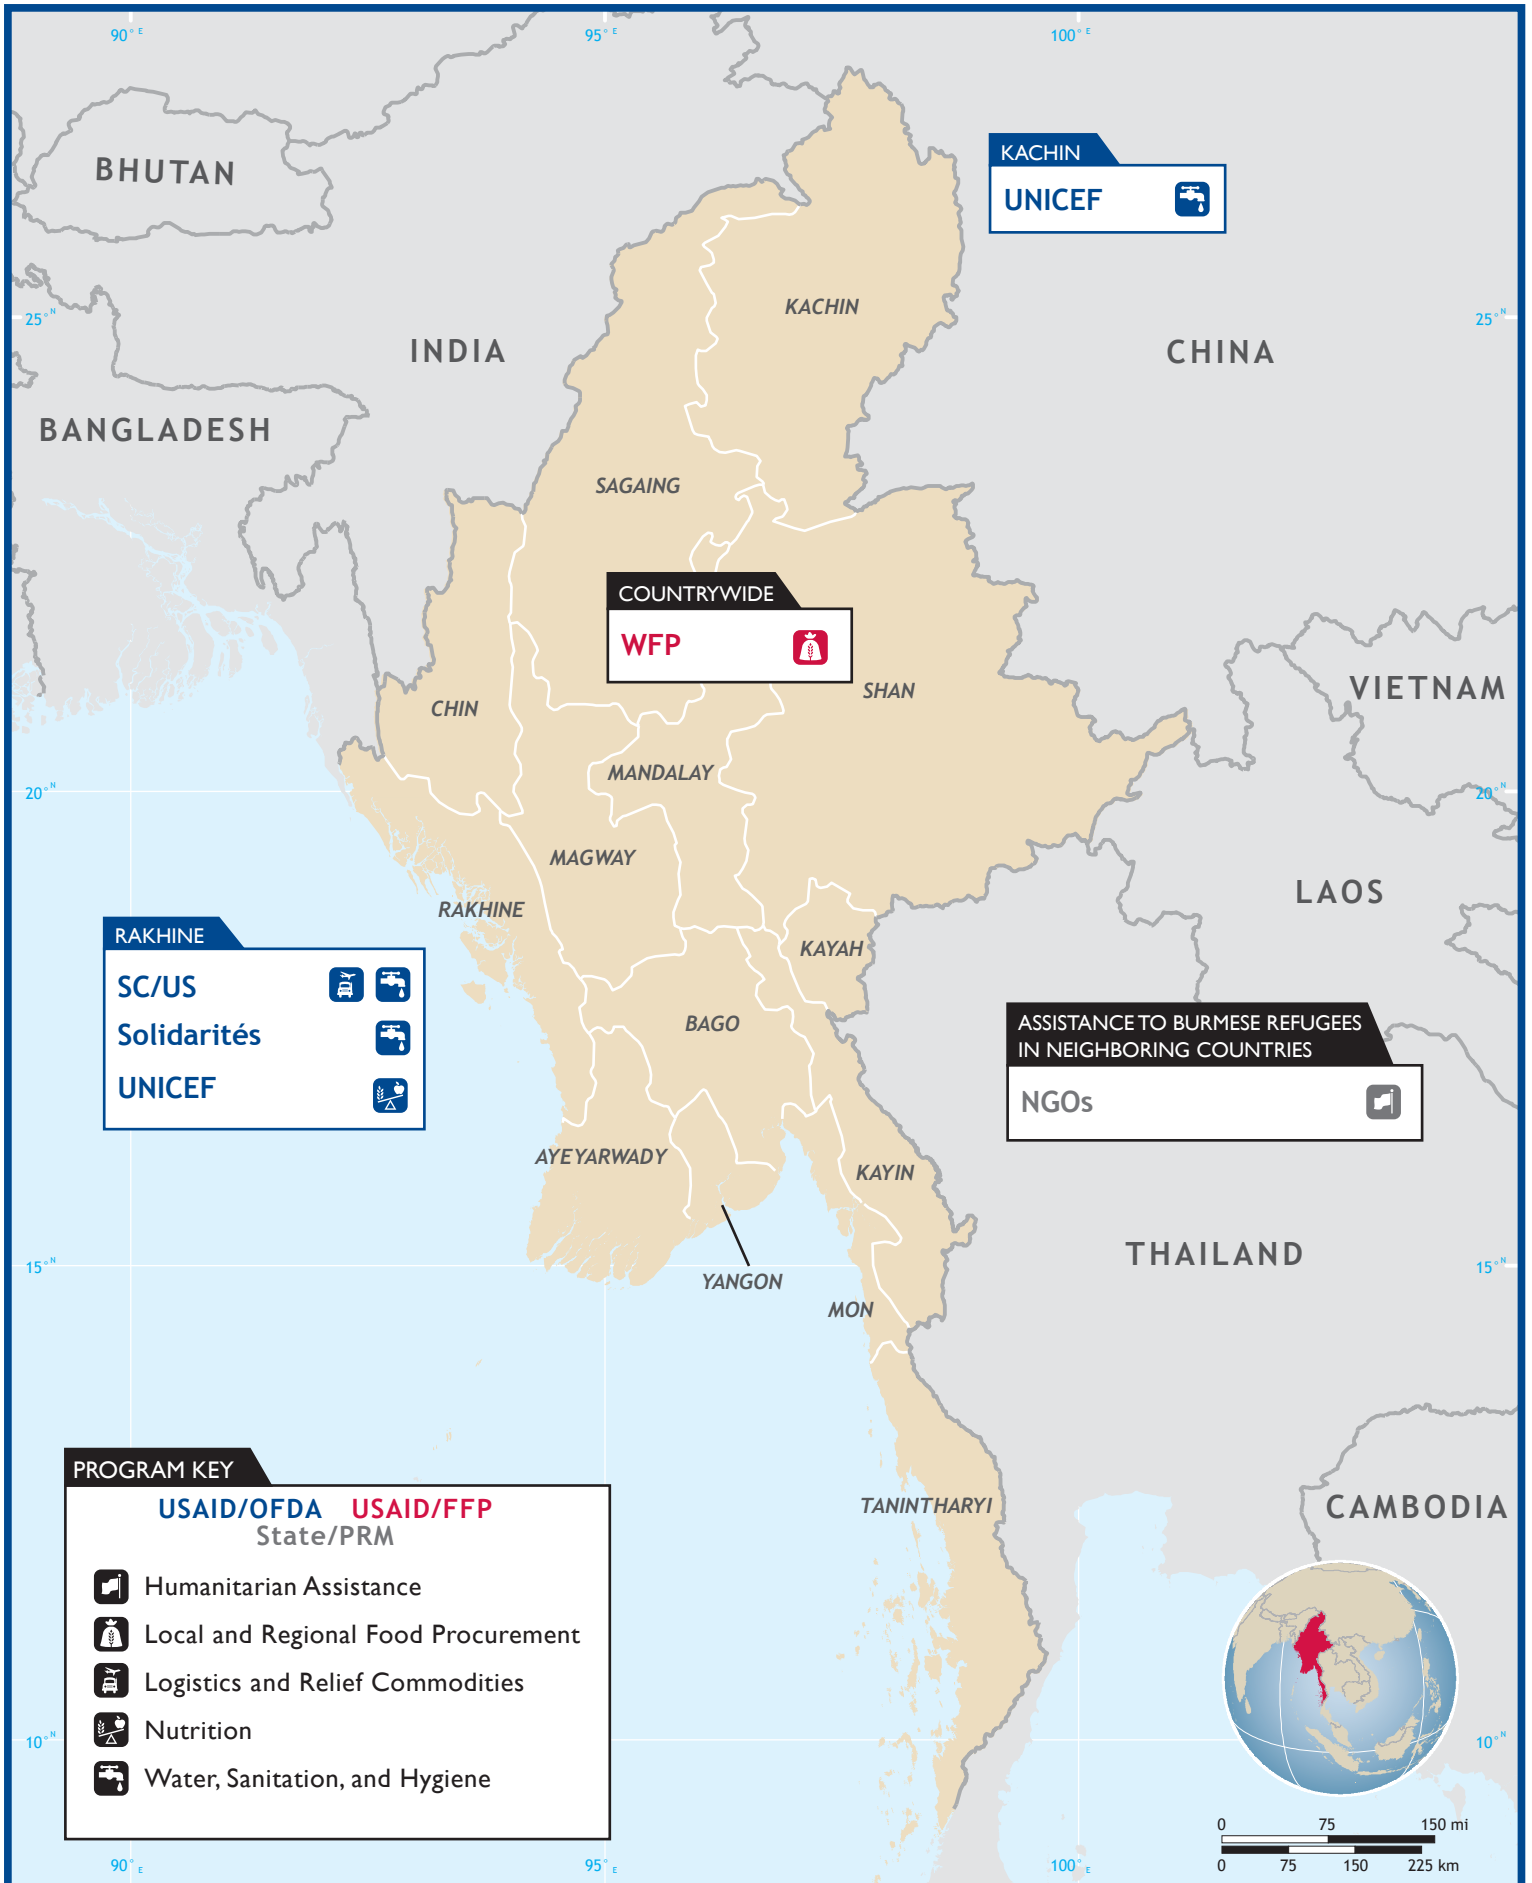 90° E
95° E
100° E
BHUTAN
KACHIN
UNICEF
KACHIN
25° N
25° N
INDIA
CHINA
BANGLADESH
SAGAING
COUNTRYWIDE
WFP
SHAN
VIETNAM
CHIN
MANDALAY
20° N
20° N
MAGWAY
LAOS
RAKHINE
RAKHINE
SC/US
Solidarités
UNICEF
KAYAH
BAGO
ASSISTANCE TO BURMESE REFUGEES
IN NEIGHBORING COUNTRIES
NGOs
AYEYARWADY
KAYIN
THAILAND
15° N
15° N
YANGON
MON
PROGRAM KEY
USAID/OFDA USAID/FFP
State/PRM
Humanitarian Assistance
Local and Regional Food Procurement
Logistics and Relief Commodities
Nutrition
Water, Sanitation, and Hygiene
TANINTHARYI
CAMBODIA
10° N
10° N
0 75 150 mi
0 75 150 225 km
90° E
95° E
100° E